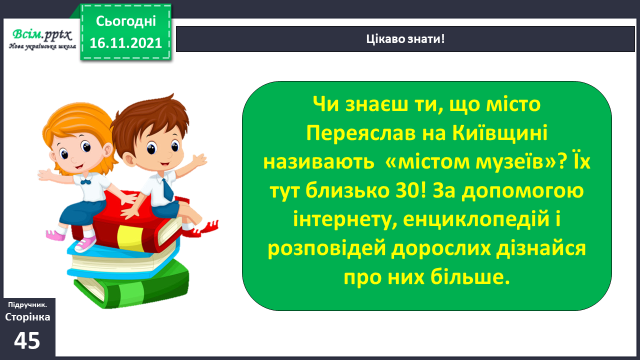 Всім.pptx
Нова українська школа
Сьогодні
16.11.2021
Цікаво знати!
Чи знаєш ти, що місто
Переяслав на Київщині
називають «містом музеїв»? Їх
тут близько 30! За допомогою
інтернету, енциклопедій і
розповідей дорослих дізнайся
про них більше.
Підручник.
Сторінка
45